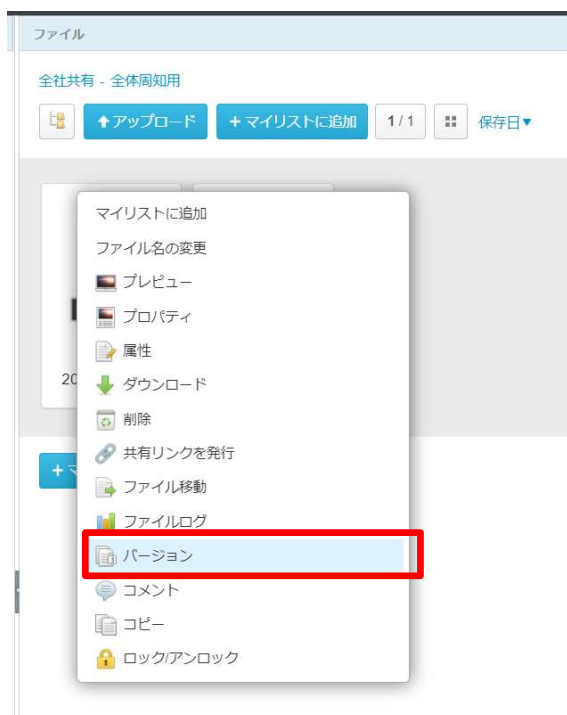 ファイル
全社共有 - 全体周知用
アップロード
+マイリストに追加
1/1
保存日▼
マイリストに追加
ファイル名の変更
プレビュー
プロパティ
属性
20
ダウンロード
削除
共有リンクを発行
+マ
ファイル移動
ファイルログ
バージョン
コメント
コピー
ロック/アンロック